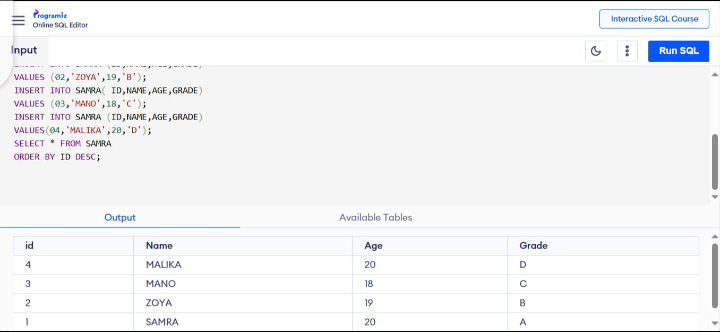 Programiz
Online SQL Editor
Interactive SQL Course
Input
Run SQL
VALUES (02,'ZOYA',19,'B');
INSERT INTO SAMRA( ID,NAME,AGE,GRADE)
VALUES (03,'MANO',18,'C');
INSERT INTO SAMRA (ID,NAME,AGE,GRADE)
VALUES(04,'MALIKA',20,'D');
SELECT * FROM SAMRA
ORDER BY ID DESC;
Output Available Tables
id Name Age Grade
4 MALIKA 20 D
3 MANO 18 C
2 ZOYA 19 B
1 SAMRA 20 A